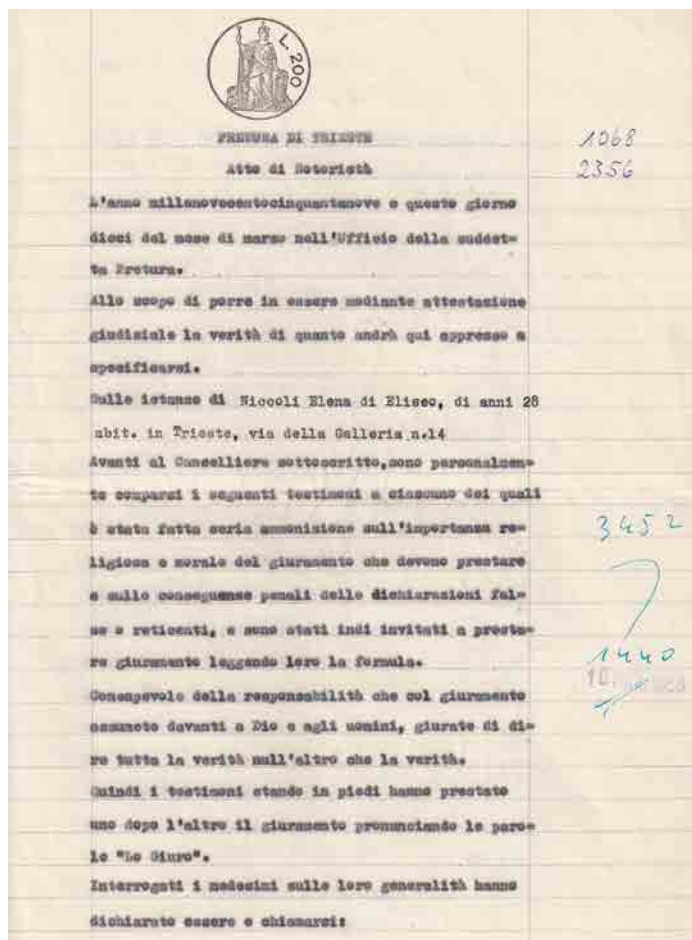 L. 200
PRETURA DI TRIESTE
1068
Atto di Notorietà
2356
L'anno millenovecentocinquantanove e questo giorno
dieci del mese di marzo nell'Ufficio della suddet=
ta Pretura.
Allo scopo di porre in essere mediante attestazione
giudiziale la verità di quanto andrà qui appresso a
specificarsi.
Sulle istanze di Niccoli Elena di Eliseo, di anni 28
abit. in Trieste, via della Galleria n.14
Avanti al Cancelliere sottoscritto,sono personalmen=
te comparsi i seguenti testimoni a ciascuno dei quali
è stata fatta seria ammonizione sull'importanza re=
3452
ligiosa e morale del giuramento che devono prestare
e sulle conseguenze penali delle dichiarazioni fal=
se o reticenti, e sono stati indi invitati a presta=
re giuramento leggendo loro la formula.
1440
Consapevole della responsabilità che col giuramento
assumete davanti a Dio e agli uomini, giurate di di=
re tutta la verità null'altro che la verità.
Quindi i testimoni stando in piedi hanno prestato
uno dopo l'altro il giuramento pronunciando le paro=
le "Lo Giuro".
Interrogati i medesimi sulle loro generalità hanno
dichiarato essere e chiamarsi: